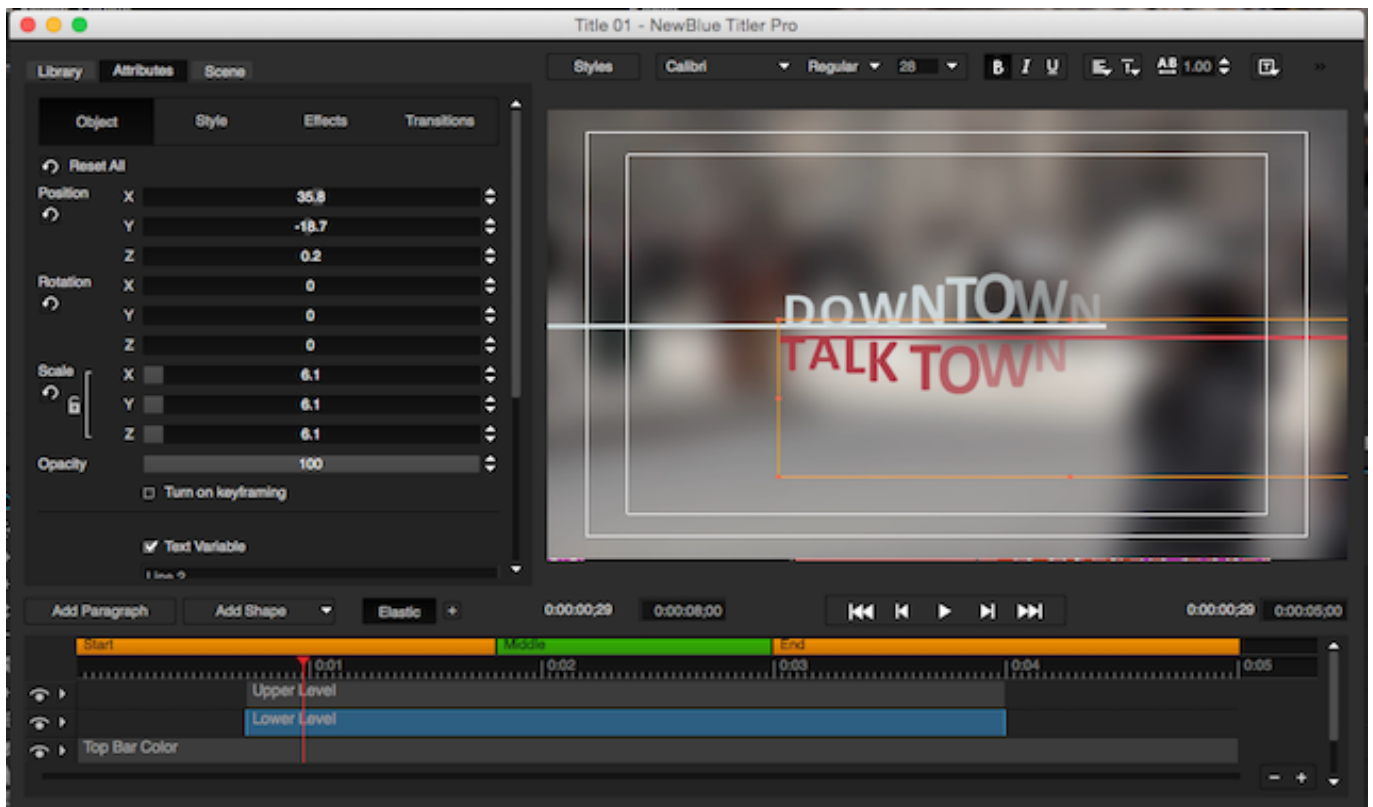 Title 01 - NewBlue Titler Pro
Library Attributes Scene
Styles Calibri Regular 28 B I U AB 1.00 T
Object Style Effects Transitions
Reset All
Position X 35.8
Y -18.7
Z 0.2
Rotation X 0
Y 0
Z 0
Scale X 6.1
Y 6.1
Z 6.1
Opacity 100
Turn on keyframing
Text Variable
Line 2
DOWNTOWN
TALK TOWN
Add Paragraph Add Shape Elastic + 0:00:00;29 0:00:08;00 0:00:00;29 0:00:05;00
Start Middle End
0:01 0:02 0:03 0:04 0:05
Upper Level
Lower Level
Top Bar Color
- +